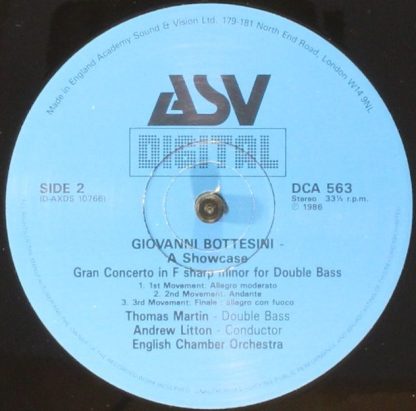 Made in England Academy Sound & Vision Ltd. 179-181 North End Road, London W14 9NL
ASV
DIGITAL
SIDE 2
(D-AXDS 10766)
DCA 563
Stereo 33⅓ r.p.m.
℗ 1986
GIOVANNI BOTTESINI -
A Showcase
Gran Concerto in F sharp minor for Double Bass
1. 1st Movement. Allegro moderato
2. 2nd Movement. Andante
3. 3rd Movement. Finale: allegro con fuoco
Thomas Martin - Double Bass
Andrew Litton - Conductor
English Chamber Orchestra